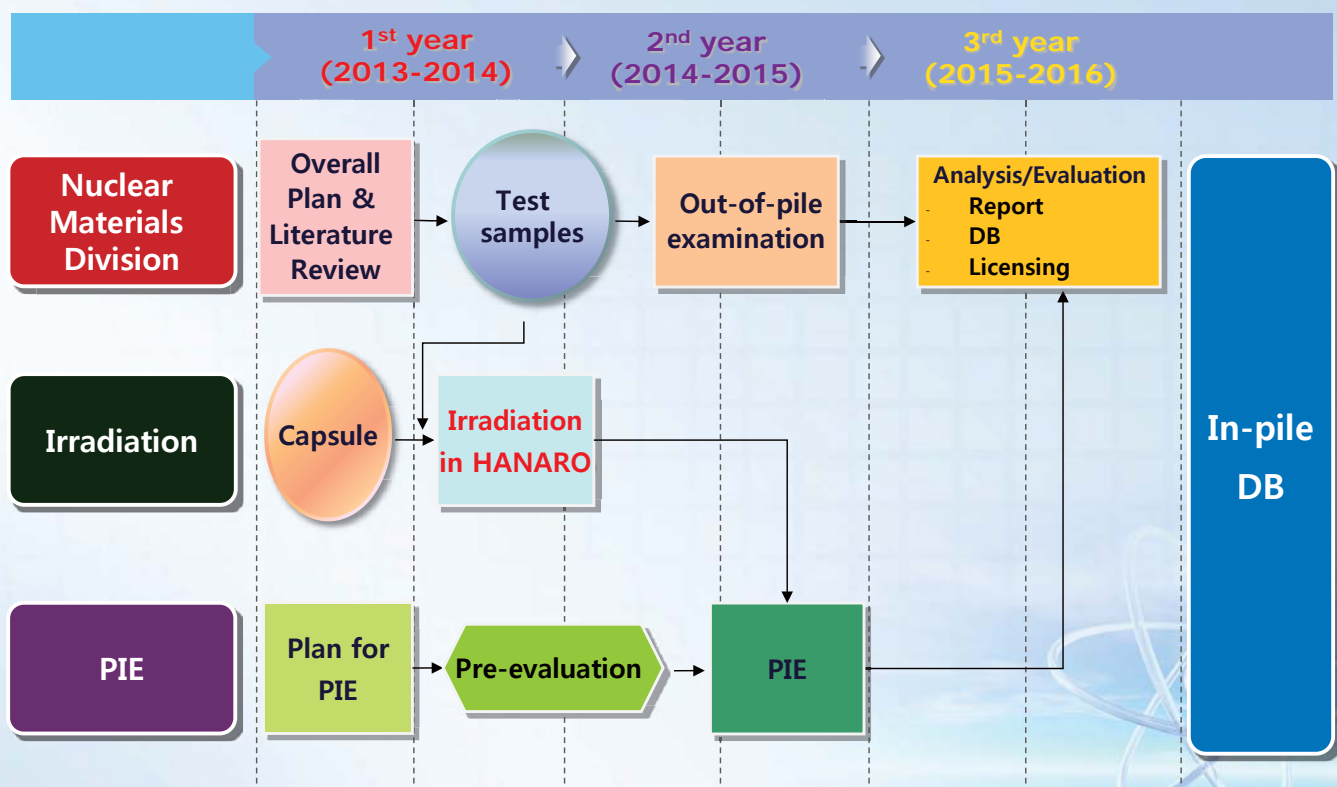 1st year
(2013-2014)
2nd year
(2014-2015)
3rd year
(2015-2016)
Nuclear
Materials
Division
Overall
Plan &
Literature
Review
Test
samples
Out-of-pile
examination
Analysis/Evaluation
- Report
- DB
- Licensing
Irradiation
Capsule
Irradiation
in HANARO
In-pile
DB
PIE
Plan for
PIE
Pre-evaluation
PIE